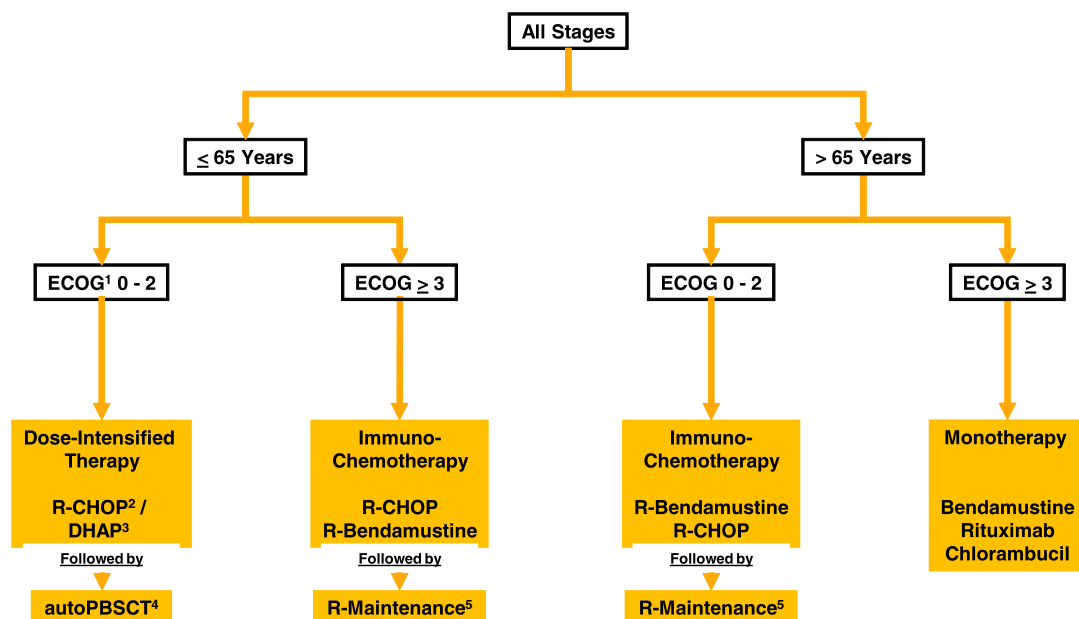 All Stages
≤ 65 Years
> 65 Years
ECOG¹ 0 - 2
ECOG ≥ 3
ECOG 0 - 2
ECOG ≥ 3
Dose-Intensified
Therapy
R-CHOP² /
DHAP³
Followed by
autoPBSCT⁴
Immuno-
Chemotherapy
R-CHOP
R-Bendamustine
Followed by
R-Maintenance⁵
Immuno-
Chemotherapy
R-Bendamustine
R-CHOP
Followed by
R-Maintenance⁵
Monotherapy
Bendamustine
Rituximab
Chlorambucil